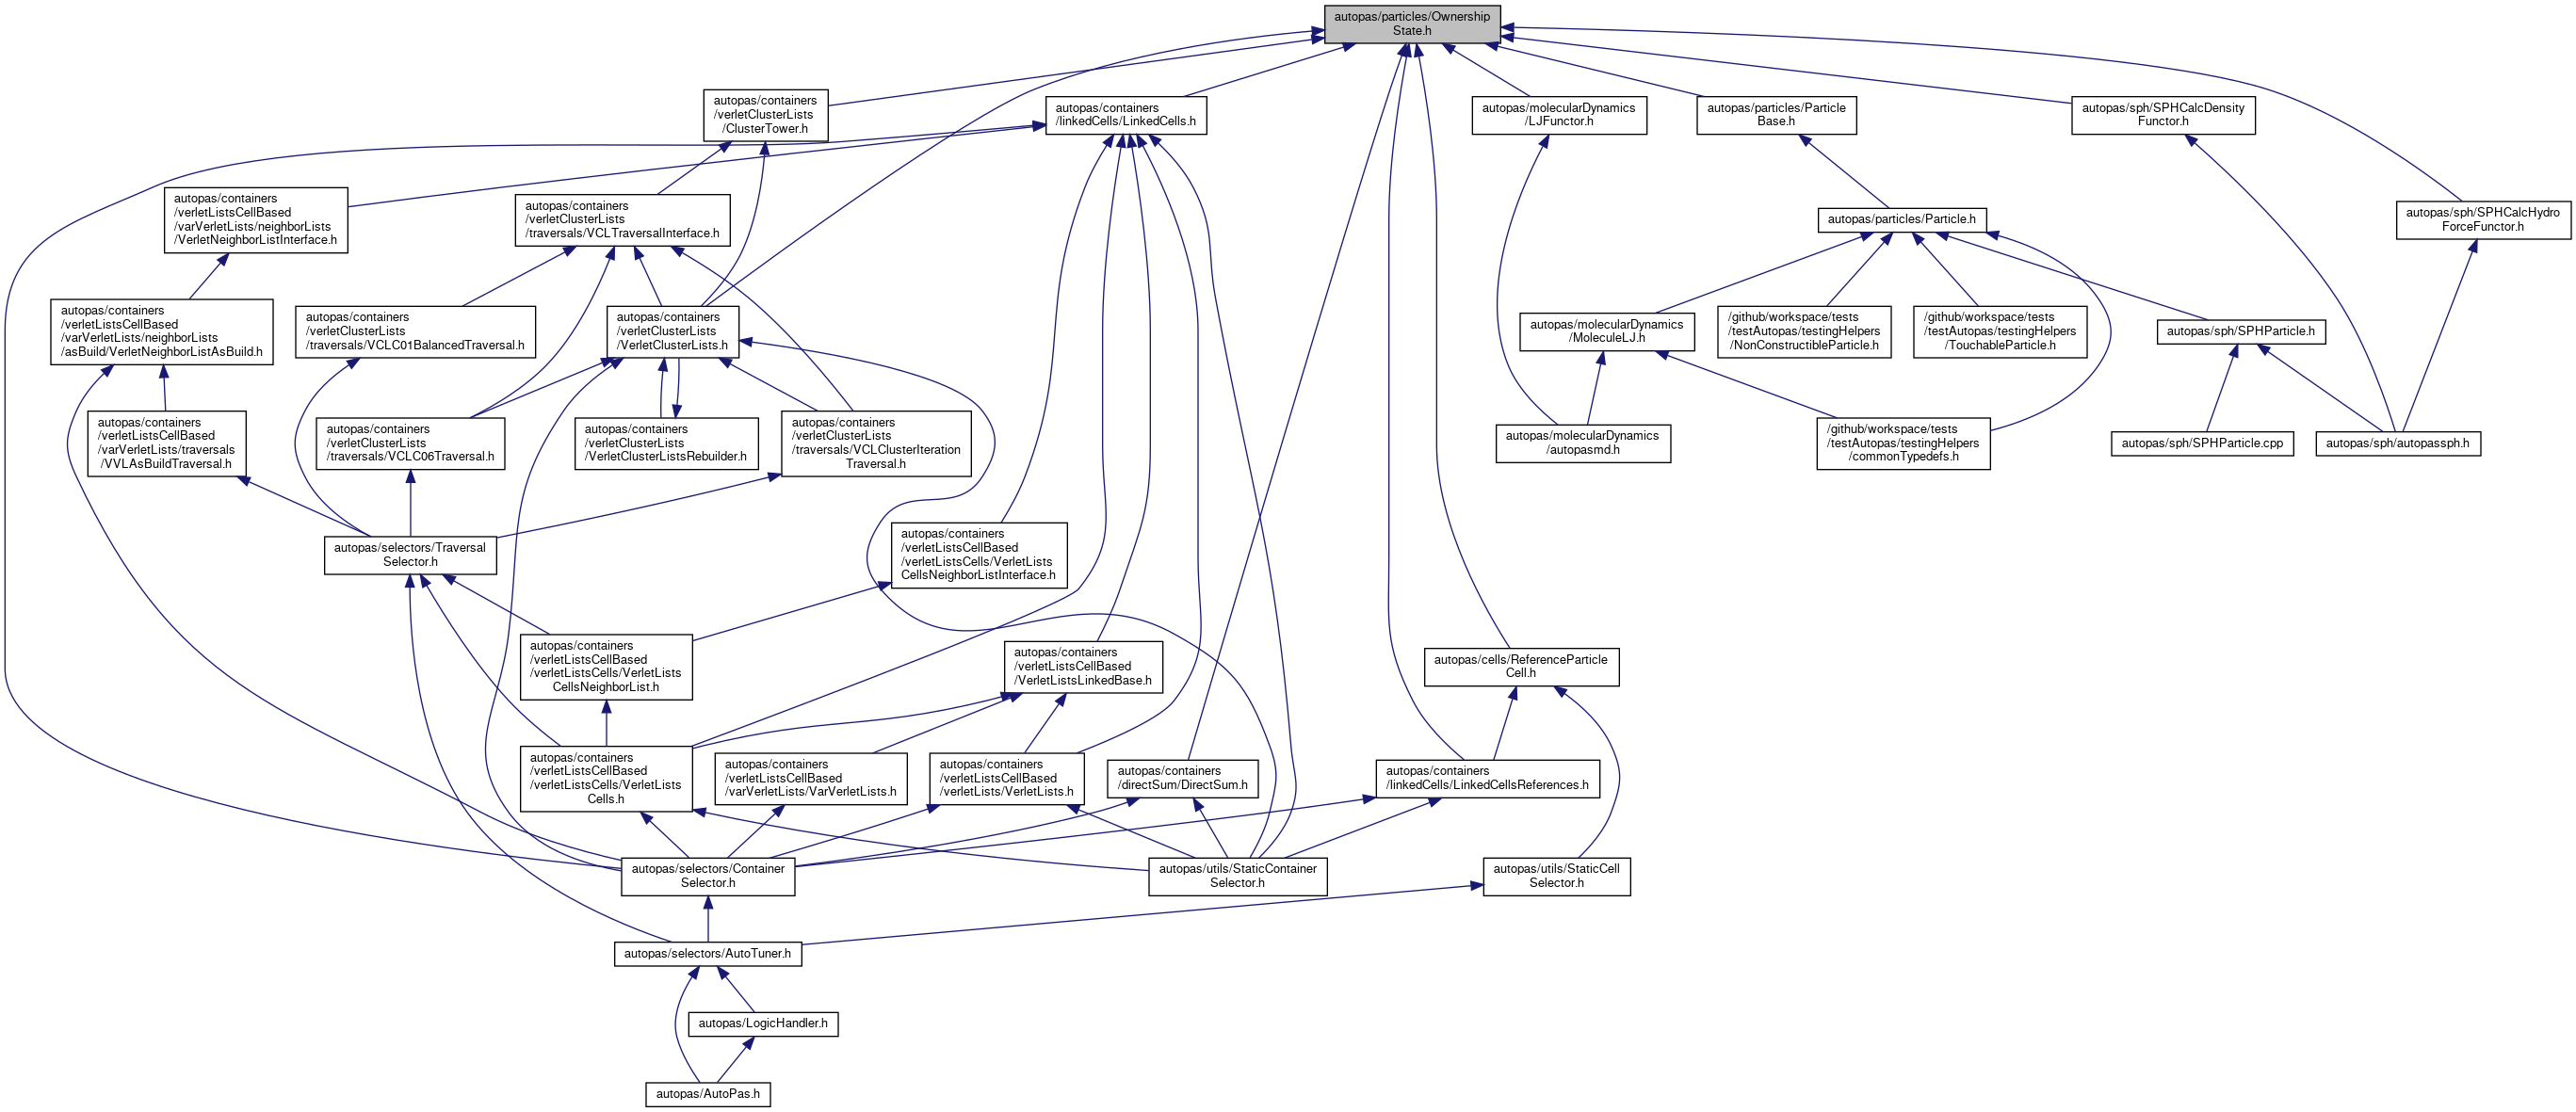 autopas/particles/Ownership
State.h
autopas/containers
/verletClusterLists
/ClusterTower.h
autopas/containers
/linkedCells/LinkedCells.h
autopas/molecularDynamics
/LJFunctor.h
autopas/particles/Particle
Base.h
autopas/sph/SPHCalcDensity
Functor.h
autopas/containers
/verletListsCellBased
/varVerletLists/neighborLists
/VerletNeighborListInterface.h
autopas/containers
/verletClusterLists
/traversals/VCLTraversalInterface.h
autopas/particles/Particle.h
autopas/sph/SPHCalcHydro
ForceFunctor.h
autopas/containers
/verletListsCellBased
/varVerletLists/neighborLists
/asBuild/VerletNeighborListAsBuild.h
autopas/containers
/verletClusterLists
/traversals/VCLC01BalancedTraversal.h
autopas/containers
/verletClusterLists
/VerletClusterLists.h
autopas/molecularDynamics
/MoleculeLJ.h
/github/workspace/tests
/testAutopas/testingHelpers
/NonConstructibleParticle.h
/github/workspace/tests
/testAutopas/testingHelpers
/TouchableParticle.h
autopas/sph/SPHParticle.h
autopas/containers
/verletListsCellBased
/varVerletLists/traversals
/VVLAsBuildTraversal.h
autopas/containers
/verletClusterLists
/traversals/VCLC06Traversal.h
autopas/containers
/verletClusterLists
/VerletClusterListsRebuilder.h
autopas/containers
/verletClusterLists
/traversals/VCLClusterIteration
Traversal.h
autopas/molecularDynamics
/autopasmd.h
/github/workspace/tests
/testAutopas/testingHelpers
/commonTypedefs.h
autopas/sph/SPHParticle.cpp
autopas/sph/autopassph.h
autopas/selectors/Traversal
Selector.h
autopas/containers
/verletListsCellBased
/verletListsCells/VerletLists
CellsNeighborListInterface.h
autopas/containers
/verletListsCellBased
/verletListsCells/VerletLists
CellsNeighborList.h
autopas/containers
/verletListsCellBased
/VerletListsLinkedBase.h
autopas/cells/ReferenceParticle
Cell.h
autopas/containers
/verletListsCellBased
/verletListsCells/VerletLists
Cells.h
autopas/containers
/verletListsCellBased
/varVerletLists/VarVerletLists.h
autopas/containers
/verletListsCellBased
/verletLists/VerletLists.h
autopas/containers
/directSum/DirectSum.h
autopas/containers
/linkedCells/LinkedCellsReferences.h
autopas/selectors/Container
Selector.h
autopas/utils/StaticContainer
Selector.h
autopas/utils/StaticCell
Selector.h
autopas/selectors/AutoTuner.h
autopas/LogicHandler.h
autopas/AutoPas.h